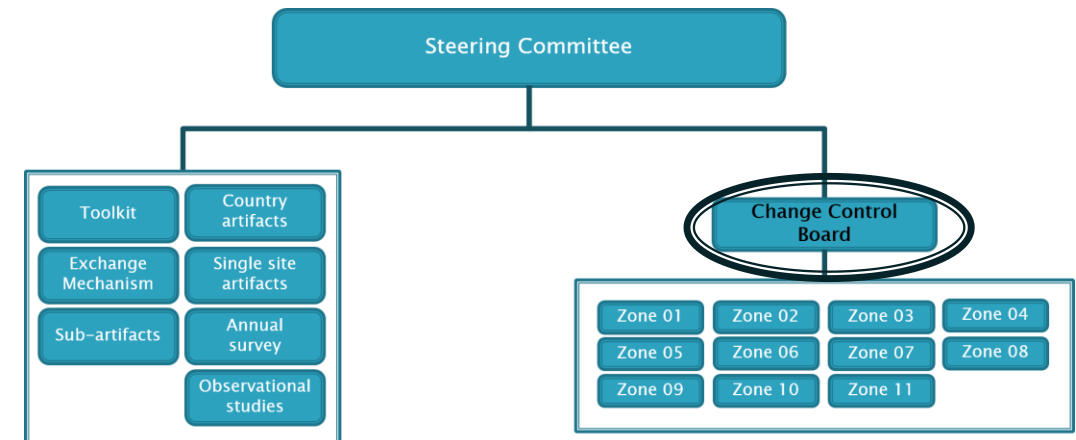 Steering Committee
Toolkit
Country
artifacts
Exchange
Mechanism
Single site
artifacts
Sub-artifacts
Annual
survey
Observational
studies
Change Control
Board
Zone 01
Zone 02
Zone 03
Zone 04
Zone 05
Zone 06
Zone 07
Zone 08
Zone 09
Zone 10
Zone 11